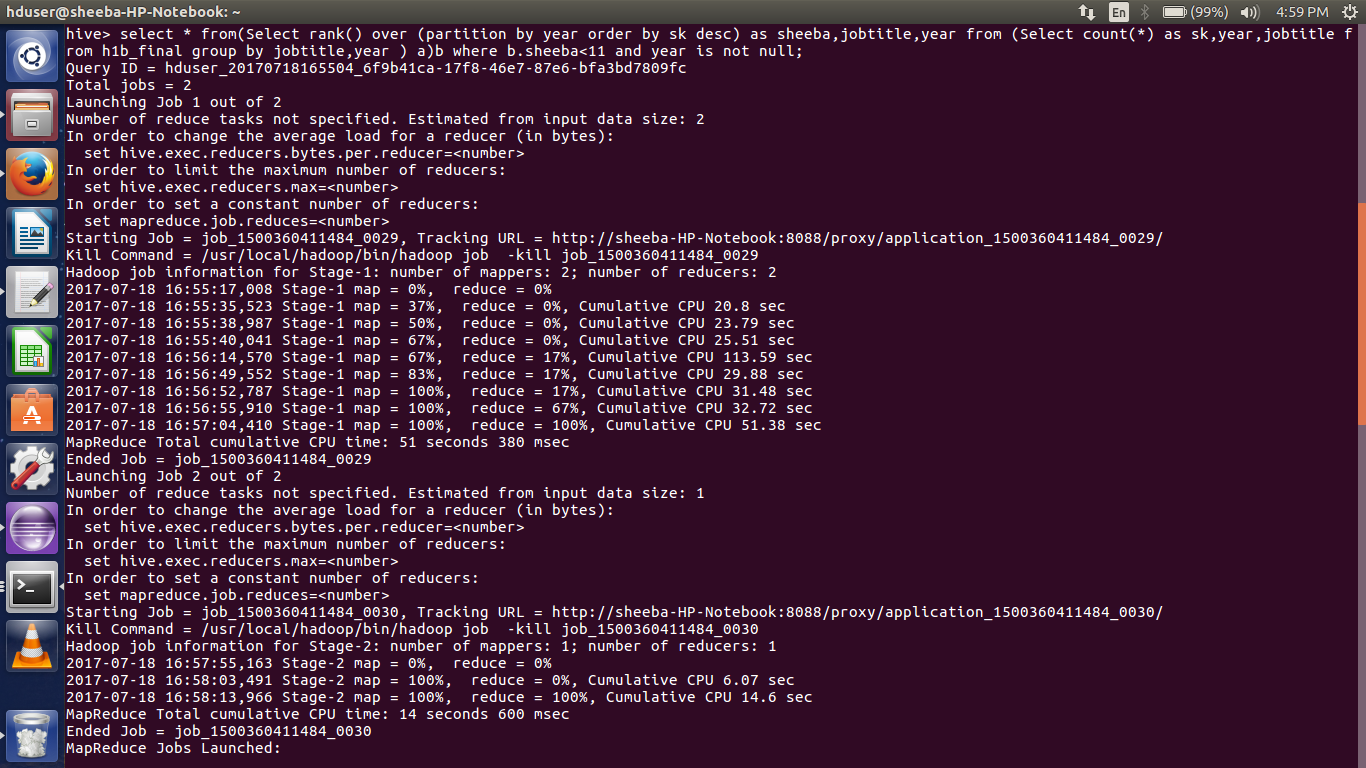 hduser@sheeba-HP-Notebook: ~
En
(99%)
4:59 PM
hive> select * from(Select rank() over (partition by year order by sk desc) as sheeba,jobtitle,year from (Select count(*) as sk,year,jobtitle f
rom h1b_final group by jobtitle,year ) a)b where b.sheeba<11 and year is not null;
Query ID = hduser_20170718165504_6f9b41ca-17f8-46e7-87e6-bfa3bd7809fc
Total jobs = 2
Launching Job 1 out of 2
Number of reduce tasks not specified. Estimated from input data size: 2
In order to change the average load for a reducer (in bytes):
  set hive.exec.reducers.bytes.per.reducer=<number>
In order to limit the maximum number of reducers:
  set hive.exec.reducers.max=<number>
In order to set a constant number of reducers:
  set mapreduce.job.reduces=<number>
Starting Job = job_1500360411484_0029, Tracking URL = http://sheeba-HP-Notebook:8088/proxy/application_1500360411484_0029/
Kill Command = /usr/local/hadoop/bin/hadoop job  -kill job_1500360411484_0029
Hadoop job information for Stage-1: number of mappers: 2; number of reducers: 2
2017-07-18 16:55:17,008 Stage-1 map = 0%,  reduce = 0%
2017-07-18 16:55:35,523 Stage-1 map = 37%,  reduce = 0%, Cumulative CPU 20.8 sec
2017-07-18 16:55:38,987 Stage-1 map = 50%,  reduce = 0%, Cumulative CPU 23.79 sec
2017-07-18 16:55:40,041 Stage-1 map = 67%,  reduce = 0%, Cumulative CPU 25.51 sec
2017-07-18 16:56:14,570 Stage-1 map = 67%,  reduce = 17%, Cumulative CPU 113.59 sec
2017-07-18 16:56:49,552 Stage-1 map = 83%,  reduce = 17%, Cumulative CPU 29.88 sec
2017-07-18 16:56:52,787 Stage-1 map = 100%,  reduce = 17%, Cumulative CPU 31.48 sec
2017-07-18 16:56:55,910 Stage-1 map = 100%,  reduce = 67%, Cumulative CPU 32.72 sec
2017-07-18 16:57:04,410 Stage-1 map = 100%,  reduce = 100%, Cumulative CPU 51.38 sec
MapReduce Total cumulative CPU time: 51 seconds 380 msec
Ended Job = job_1500360411484_0029
Launching Job 2 out of 2
Number of reduce tasks not specified. Estimated from input data size: 1
In order to change the average load for a reducer (in bytes):
  set hive.exec.reducers.bytes.per.reducer=<number>
In order to limit the maximum number of reducers:
  set hive.exec.reducers.max=<number>
In order to set a constant number of reducers:
  set mapreduce.job.reduces=<number>
Starting Job = job_1500360411484_0030, Tracking URL = http://sheeba-HP-Notebook:8088/proxy/application_1500360411484_0030/
Kill Command = /usr/local/hadoop/bin/hadoop job  -kill job_1500360411484_0030
Hadoop job information for Stage-2: number of mappers: 1; number of reducers: 1
2017-07-18 16:57:55,163 Stage-2 map = 0%,  reduce = 0%
2017-07-18 16:58:03,491 Stage-2 map = 100%,  reduce = 0%, Cumulative CPU 6.07 sec
2017-07-18 16:58:13,966 Stage-2 map = 100%,  reduce = 100%, Cumulative CPU 14.6 sec
MapReduce Total cumulative CPU time: 14 seconds 600 msec
Ended Job = job_1500360411484_0030
MapReduce Jobs Launched: